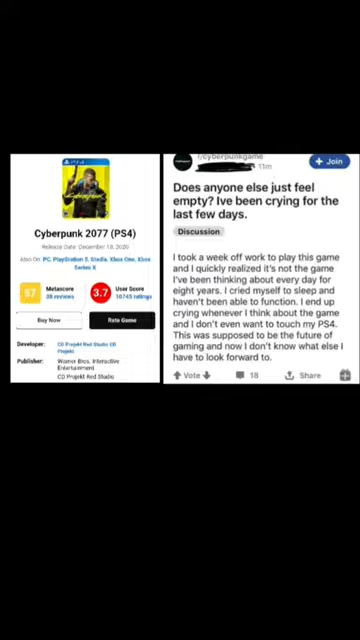 PS4
Cyberpunk 2077 (PS4)
Release Date: December 10, 2020
Also On: PC, PlayStation 5, Stadia, Xbox One, Xbox
Series X
57
Metascore
38 reviews
3.7
User Score
10745 ratings
Buy Now
Rate Game
Developer:
CD Projekt Red Studio CD
Projekt
Publisher:
Warner Bros. Interactive
Entertainment
CD Projekt Red Studio
r/cyberpunkgame
11m
+ Join
Does anyone else just feel
empty? Ive been crying for the
last few days.
Discussion
I took a week off work to play this game
and I quickly realized it's not the game
I've been thinking about every day for
eight years. I cried myself to sleep and
haven't been able to function. I end up
crying whenever I think about the game
and I don't even want to touch my PS4.
This was supposed to be the future of
gaming and now I don't know what else I
have to look forward to.
Vote
18
Share